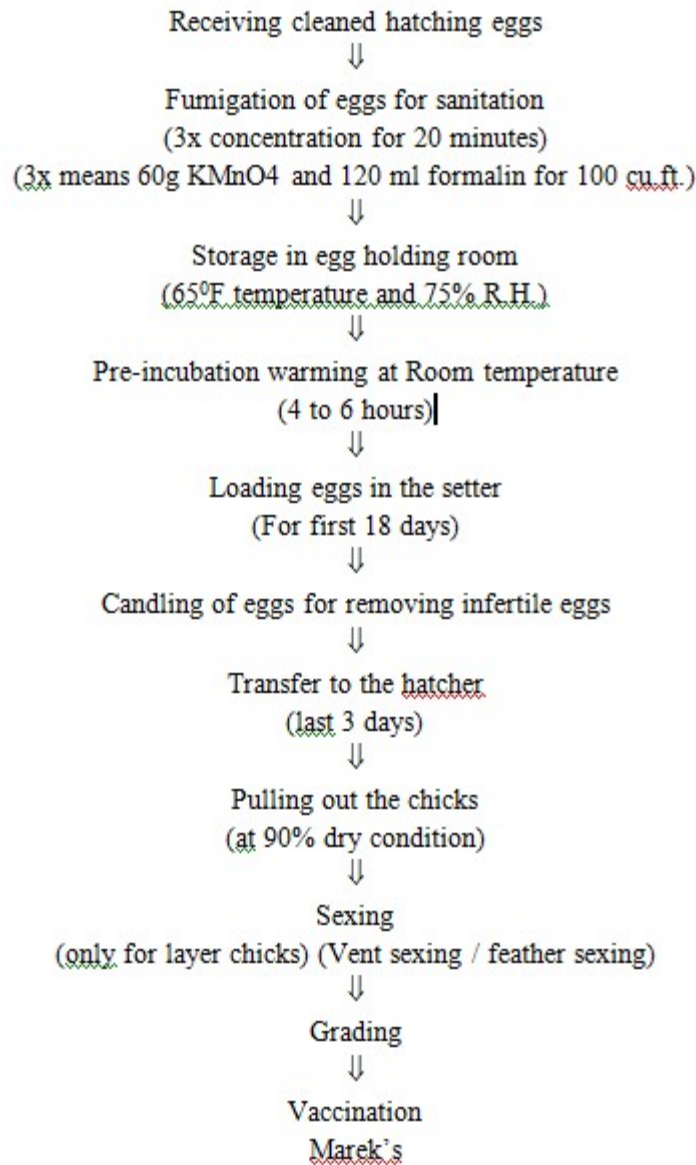 Receiving cleaned hatching eggs
⇓
Fumigation of eggs for sanitation
(3x concentration for 20 minutes)
(3x means 60g KMnO4 and 120 ml formalin for 100 cu.ft.)
⇓
Storage in egg holding room
(65⁰F temperature and 75% R.H.)
⇓
Pre-incubation warming at Room temperature
(4 to 6 hours)
⇓
Loading eggs in the setter
(For first 18 days)
⇓
Candling of eggs for removing infertile eggs
⇓
Transfer to the hatcher
(last 3 days)
⇓
Pulling out the chicks
(at 90% dry condition)
⇓
Sexing
(only for layer chicks) (Vent sexing / feather sexing)
⇓
Grading
⇓
Vaccination
Marek’s